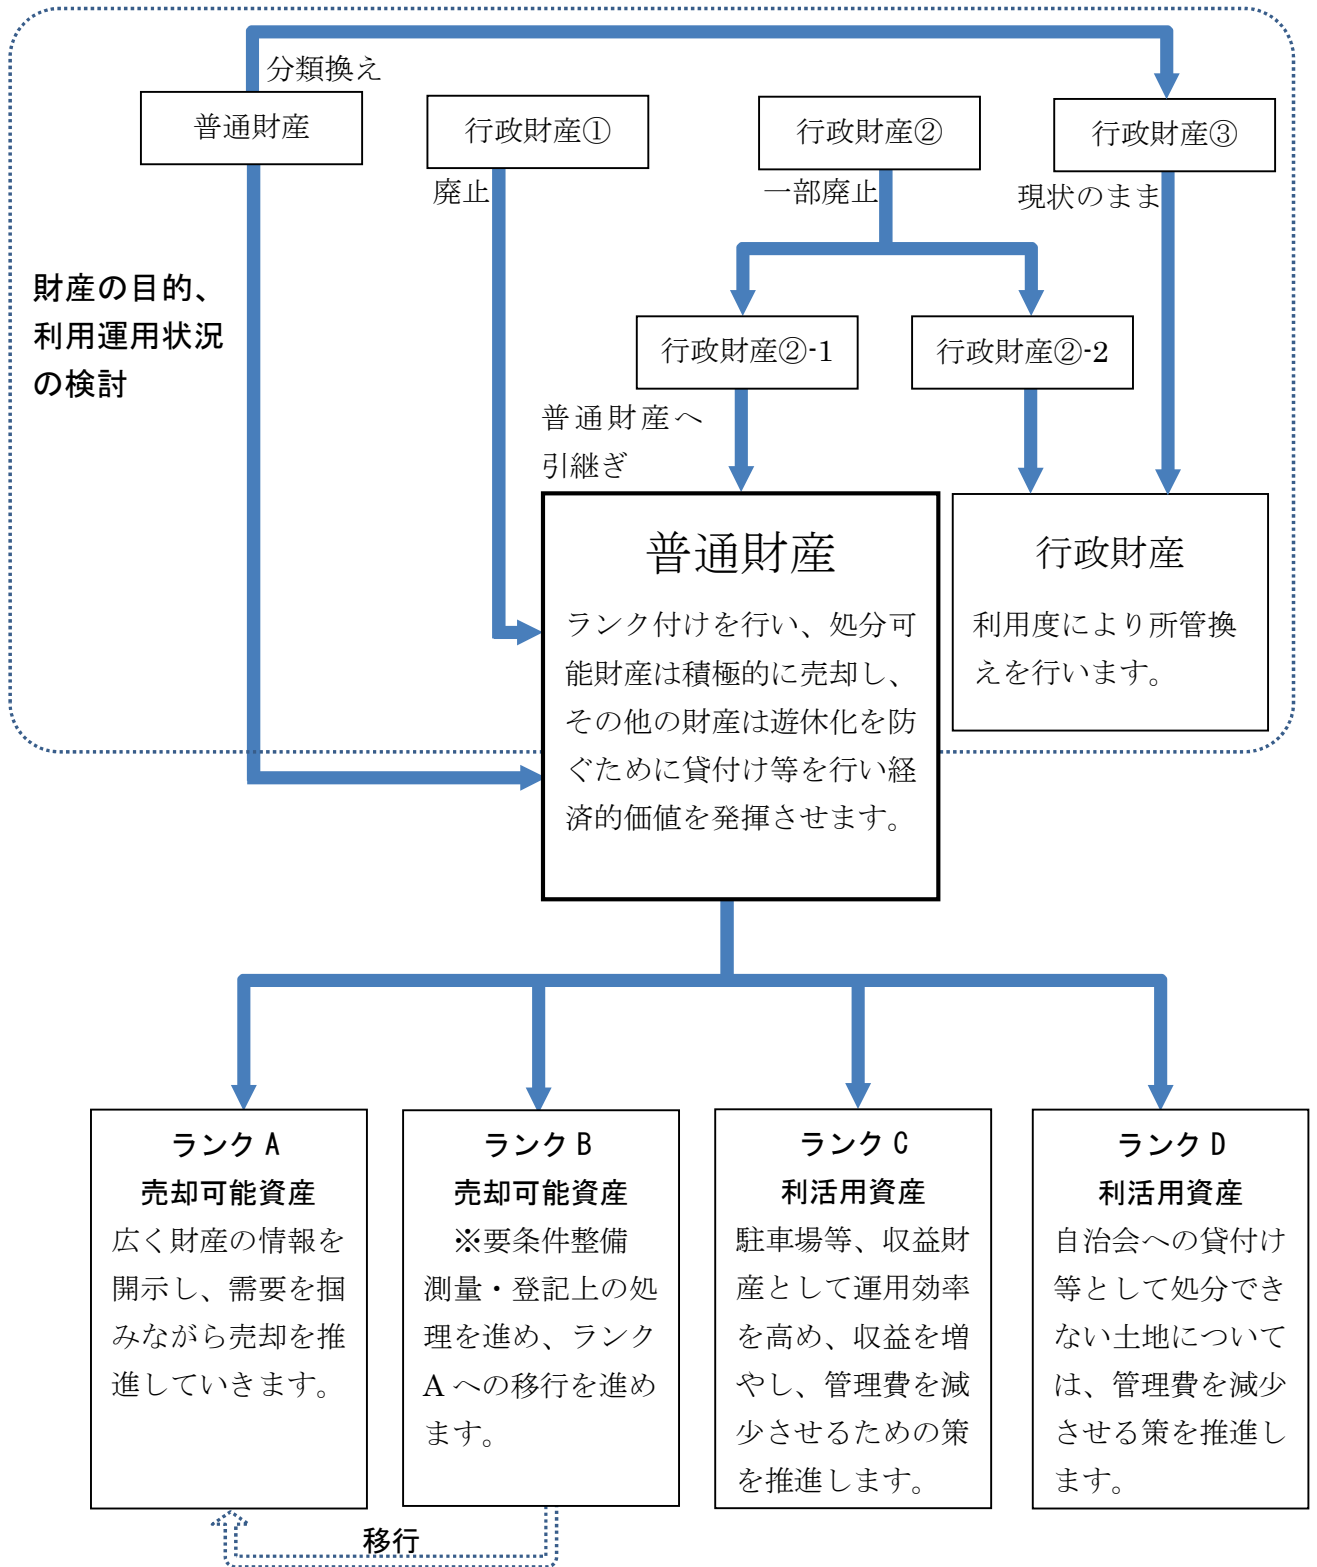 分類換え
普通財産
行政財産①
行政財産②
行政財産③
廃止
一部廃止
現状のまま
財産の目的、
利用運用状況
の検討
行政財産②-1
行政財産②-2
普通財産へ
引継ぎ
普通財産
ランク付けを行い、処分可
能財産は積極的に売却し、
その他の財産は遊休化を防
ぐために貸付け等を行い経
済的価値を発揮させます。
行政財産
利用度により所管換
えを行います。
ランク A
売却可能資産
広く財産の情報を
開示し、需要を掴
みながら売却を推
進していきます。
ランク B
売却可能資産
※要条件整備
測量・登記上の処
理を進め、ランク
A への移行を進め
ます。
ランク C
利活用資産
駐車場等、収益財
産として運用効率
を高め、収益を増
やし、管理費を減
少させるための策
を推進します。
ランク D
利活用資産
自治会への貸付け
等として処分でき
ない土地について
は、管理費を減少
させる策を推進し
ます。
移行